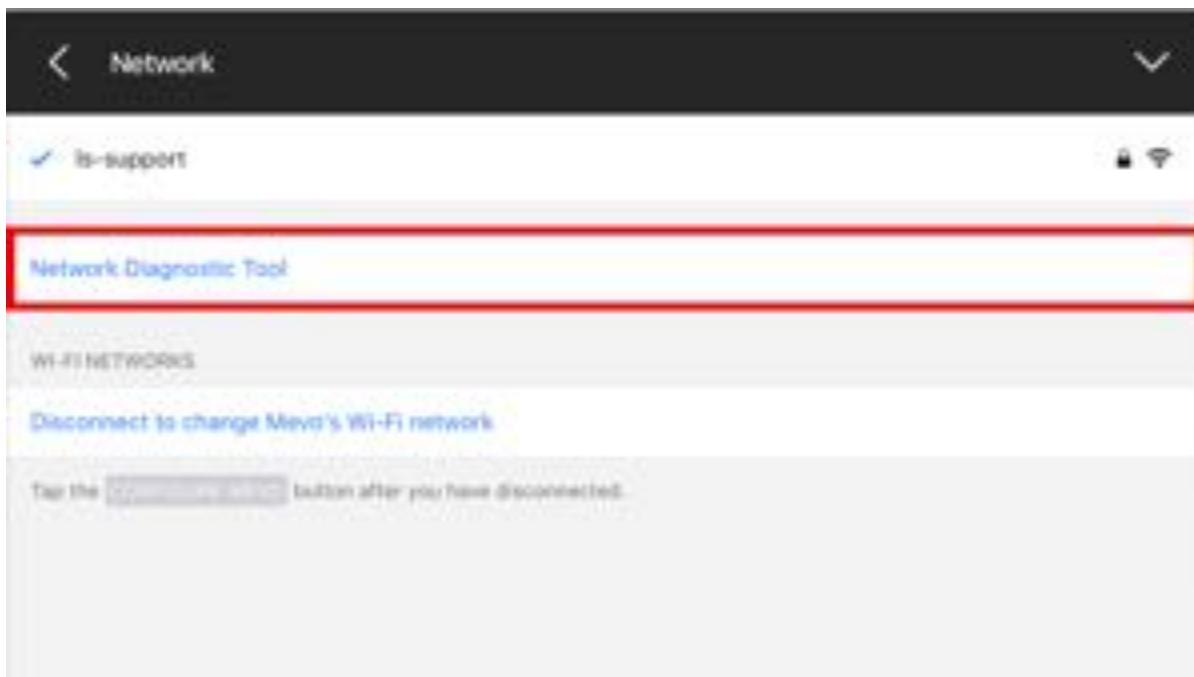 Network
ls-support
Network Diagnostic Tool
WI-FI NETWORKS
Disconnect to change Mevo's Wi-Fi network
Tap the button after you have disconnected.